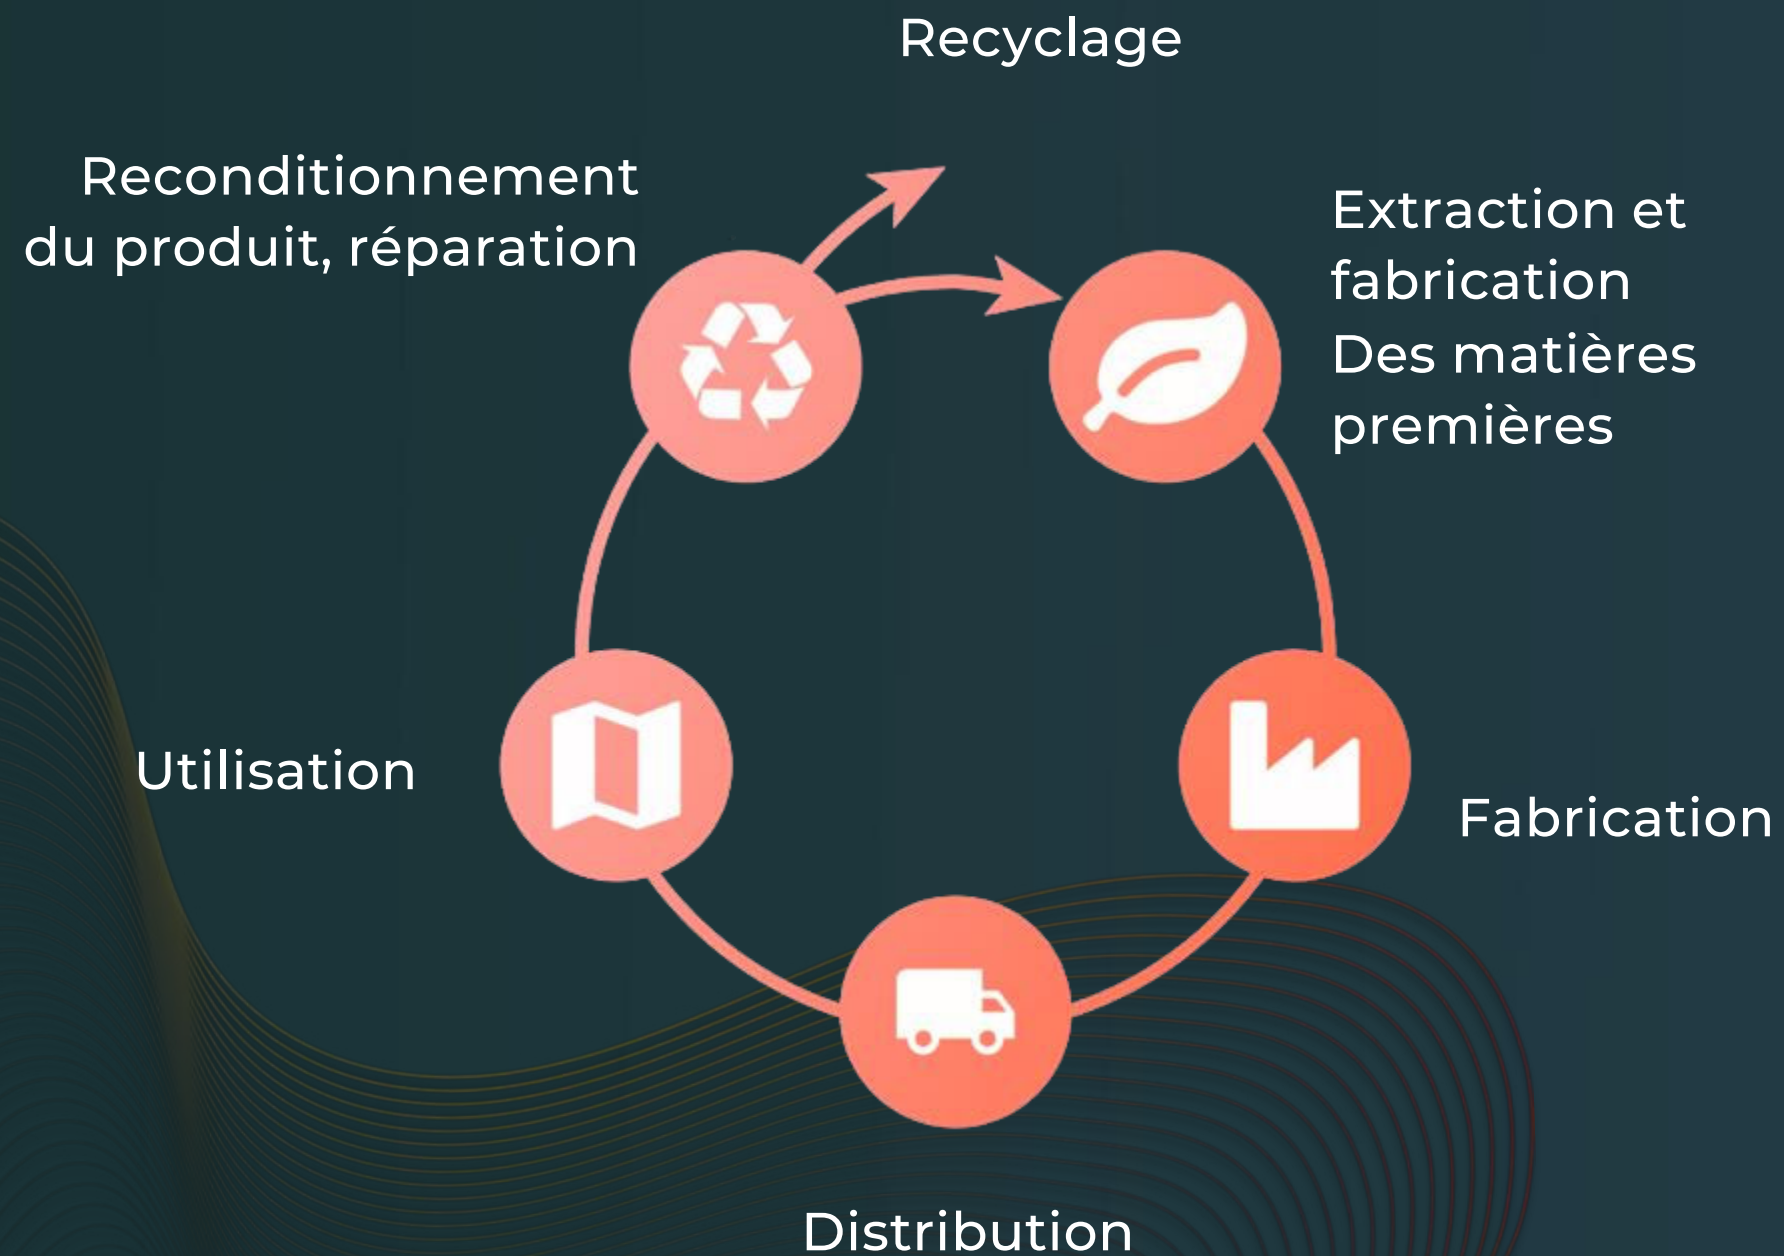 Recyclage
Reconditionnement
du produit, réparation
Extraction et
fabrication
Des matières
premières
Utilisation
Fabrication
Distribution